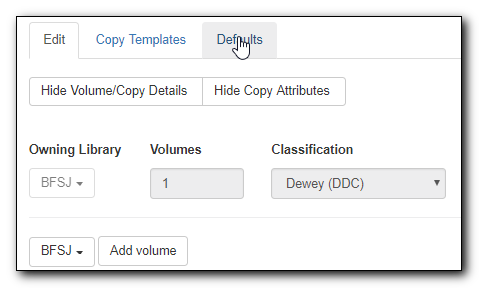 Edit Copy Templates Defaults
Hide Volume/Copy Details Hide Copy Attributes
Owning Library Volumes Classification
BFSJ 1 Dewey (DDC)
BFSJ Add volume